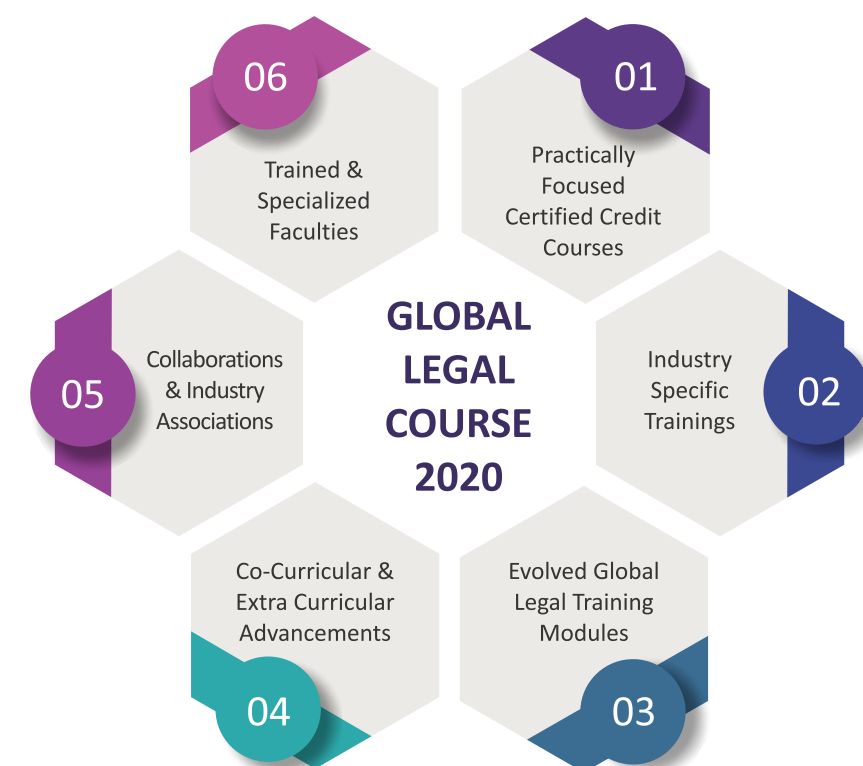 GLOBAL
LEGAL
COURSE
2020
01
Practically
Focused
Certified Credit
Courses
02
Industry
Specific
Trainings
03
Evolved Global
Legal Training
Modules
04
Co-Curricular &
Extra Curricular
Advancements
05
Collaborations
& Industry
Associations
06
Trained &
Specialized
Faculties